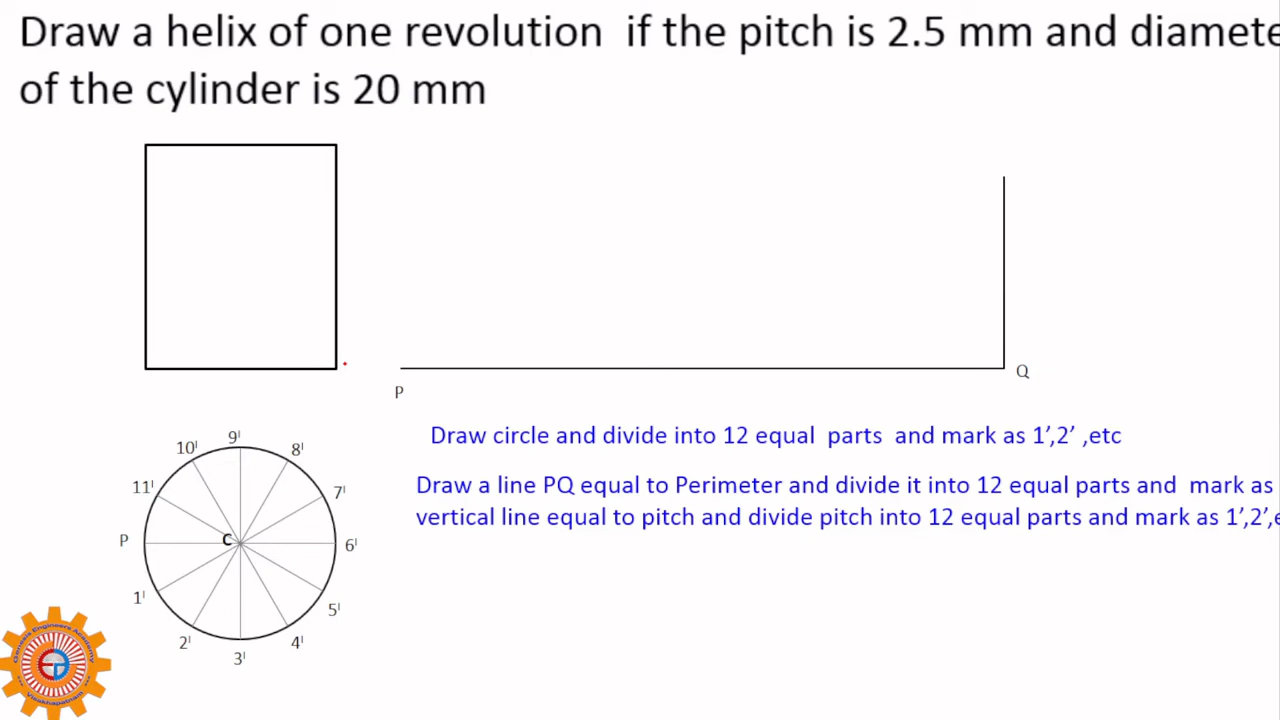 Draw a helix of one revolution if the pitch is 2.5 mm and diamete
of the cylinder is 20 mm
Q
P
Draw circle and divide into 12 equal parts and mark as 1’,2’ ,etc
Draw a line PQ equal to Perimeter and divide it into 12 equal parts and mark as
vertical line equal to pitch and divide pitch into 12 equal parts and mark as 1’,2’,e
9'
10'
8'
11'
7'
P
C
6'
1'
5'
2'
4'
3'
Genesis Engineers Academy
Visakhapatnam